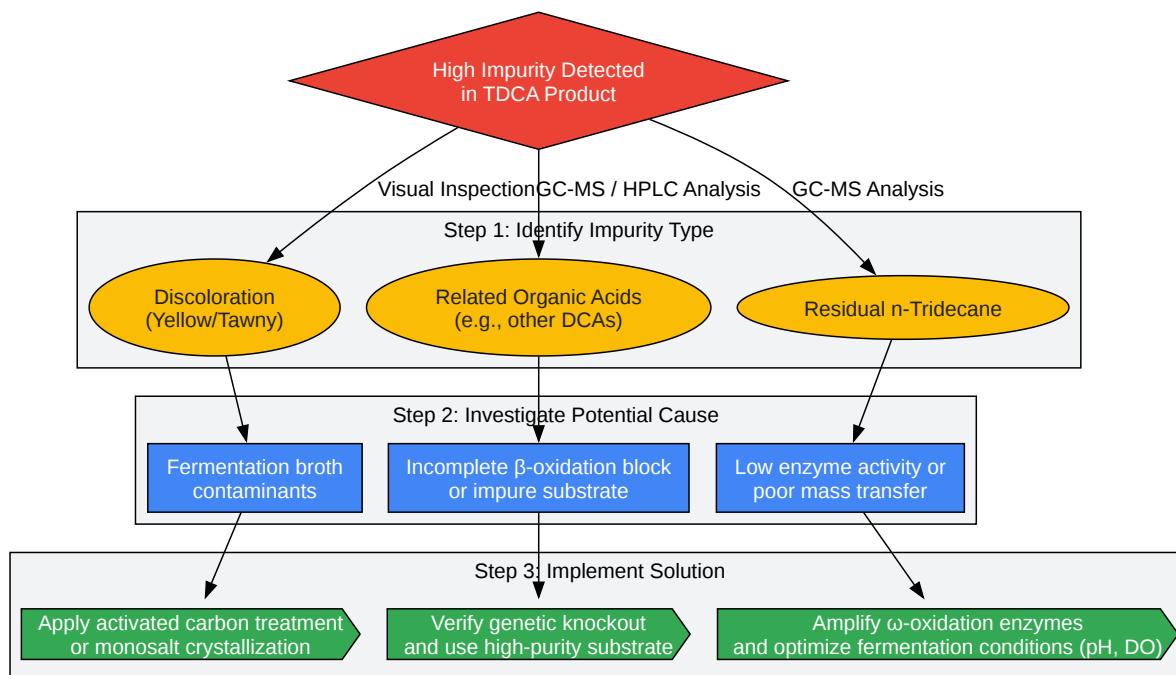 High Impurity Detected
in TDCA Product
Visual Inspection
GC-MS / HPLC Analysis
GC-MS Analysis
Step 1: Identify Impurity Type
Discoloration
(Yellow/Tawny)
Related Organic Acids
(e.g., other DCAs)
Residual n-Tridecane
Step 2: Investigate Potential Cause
Fermentation broth
contaminants
Incomplete β-oxidation block
or impure substrate
Low enzyme activity or
poor mass transfer
Step 3: Implement Solution
Apply activated carbon treatment
or monosalt crystallization
Verify genetic knockout
and use high-purity substrate
Amplify ω-oxidation enzymes
and optimize fermentation conditions (pH, DO)